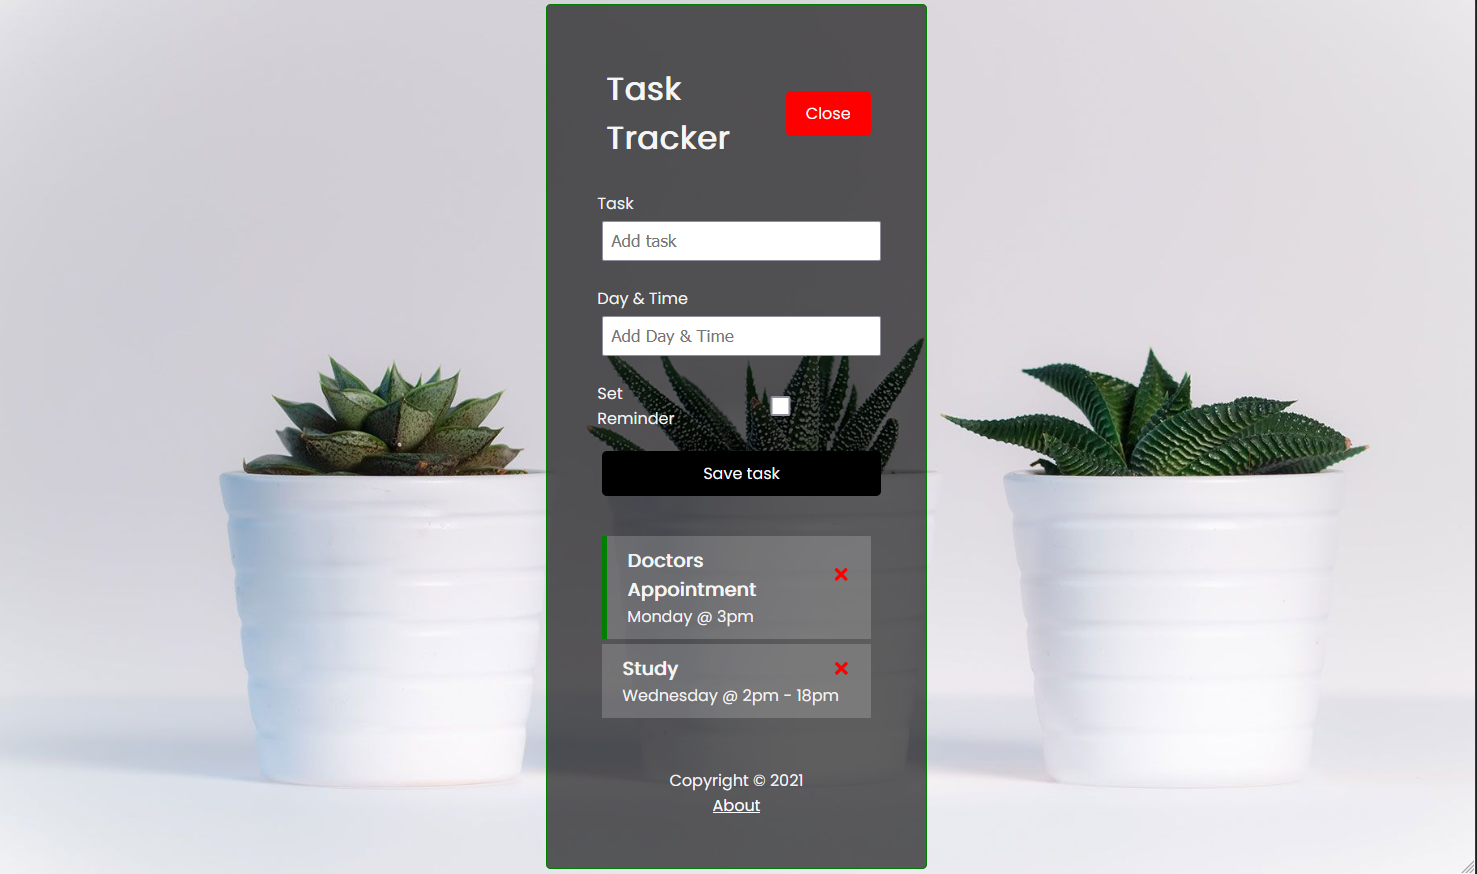 Task
Tracker
Close
Task
Add task
Day & Time
Add Day & Time
Set
Reminder
Save task
Doctors
Appointment
Monday @ 3pm
Study
Wednesday @ 2pm - 18pm
Copyright © 2021
About